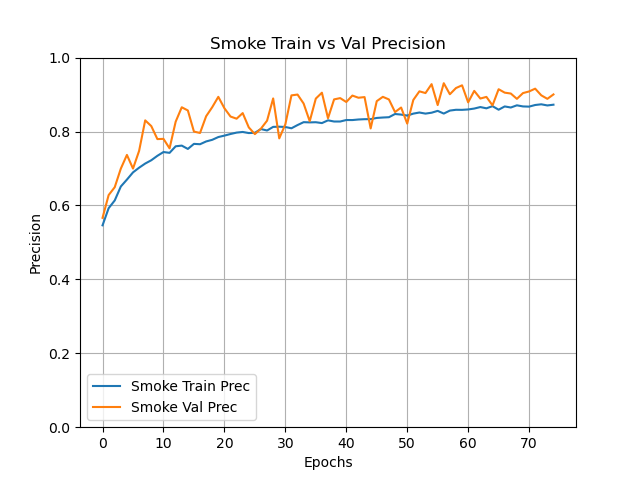 Smoke Train vs Val Precision
1.0
0.8
0.6
0.4
0.2
0.0
Precision
Smoke Train Prec
Smoke Val Prec
0 10 20 30 40 50 60 70
Epochs